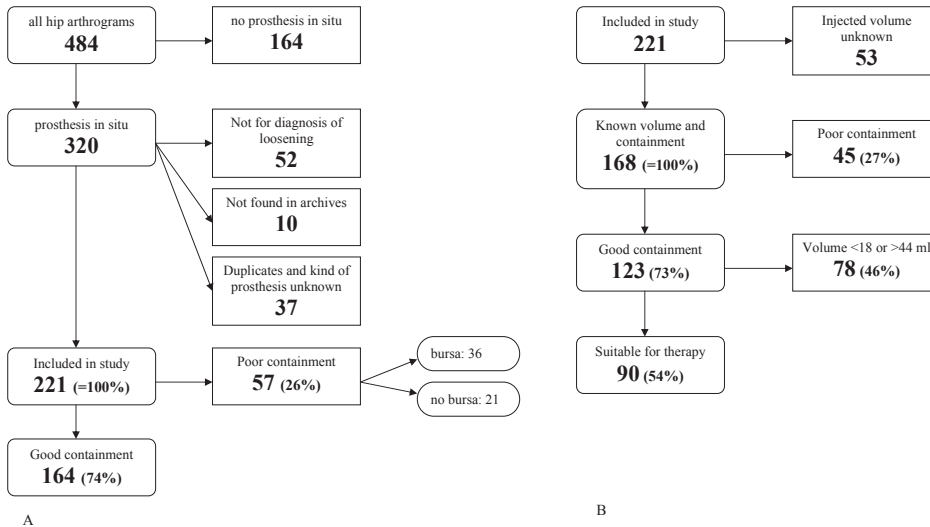 all hip arthrograms
484
no prosthesis in situ
164
prosthesis in situ
320
Not for diagnosis of
loosening
52
Not found in archives
10
Duplicates and kind of
prosthesis unknown
37
Included in study
221 (=100%)
Poor containment
57 (26%)
bursa: 36
no bursa: 21
Good containment
164 (74%)
A
Included in study
221
Injected volume
unknown
53
Known volume and
containment
168 (=100%)
Poor containment
45 (27%)
Good containment
123 (73%)
Volume <18 or >44 ml
78 (46%)
Suitable for therapy
90 (54%)
B